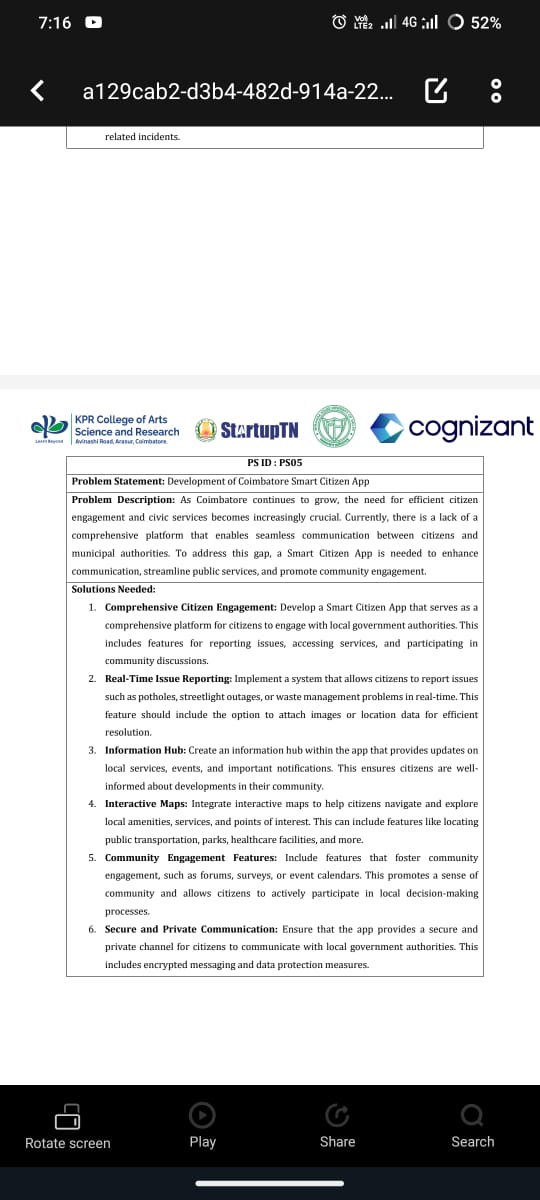 7:16
Vo)) LTE2 4G 52%
a129cab2-d3b4-482d-914a-22...
related incidents.
Learn Beyond
KPR College of Arts
Science and Research
Avinashi Road, Arasur, Coimbatore.
StartupTN
cognizant
PS ID : PS05
Problem Statement: Development of Coimbatore Smart Citizen App
Problem Description: As Coimbatore continues to grow, the need for efficient citizen
engagement and civic services becomes increasingly crucial. Currently, there is a lack of a
comprehensive platform that enables seamless communication between citizens and
municipal authorities. To address this gap, a Smart Citizen App is needed to enhance
communication, streamline public services, and promote community engagement.
Solutions Needed:
1. Comprehensive Citizen Engagement: Develop a Smart Citizen App that serves as a
comprehensive platform for citizens to engage with local government authorities. This
includes features for reporting issues, accessing services, and participating in
community discussions.
2. Real-Time Issue Reporting: Implement a system that allows citizens to report issues
such as potholes, streetlight outages, or waste management problems in real-time. This
feature should include the option to attach images or location data for efficient
resolution.
3. Information Hub: Create an information hub within the app that provides updates on
local services, events, and important notifications. This ensures citizens are well-
informed about developments in their community.
4. Interactive Maps: Integrate interactive maps to help citizens navigate and explore
local amenities, services, and points of interest. This can include features like locating
public transportation, parks, healthcare facilities, and more.
5. Community Engagement Features: Include features that foster community
engagement, such as forums, surveys, or event calendars. This promotes a sense of
community and allows citizens to actively participate in local decision-making
processes.
6. Secure and Private Communication: Ensure that the app provides a secure and
private channel for citizens to communicate with local government authorities. This
includes encrypted messaging and data protection measures.
Rotate screen
Play
Share
Search